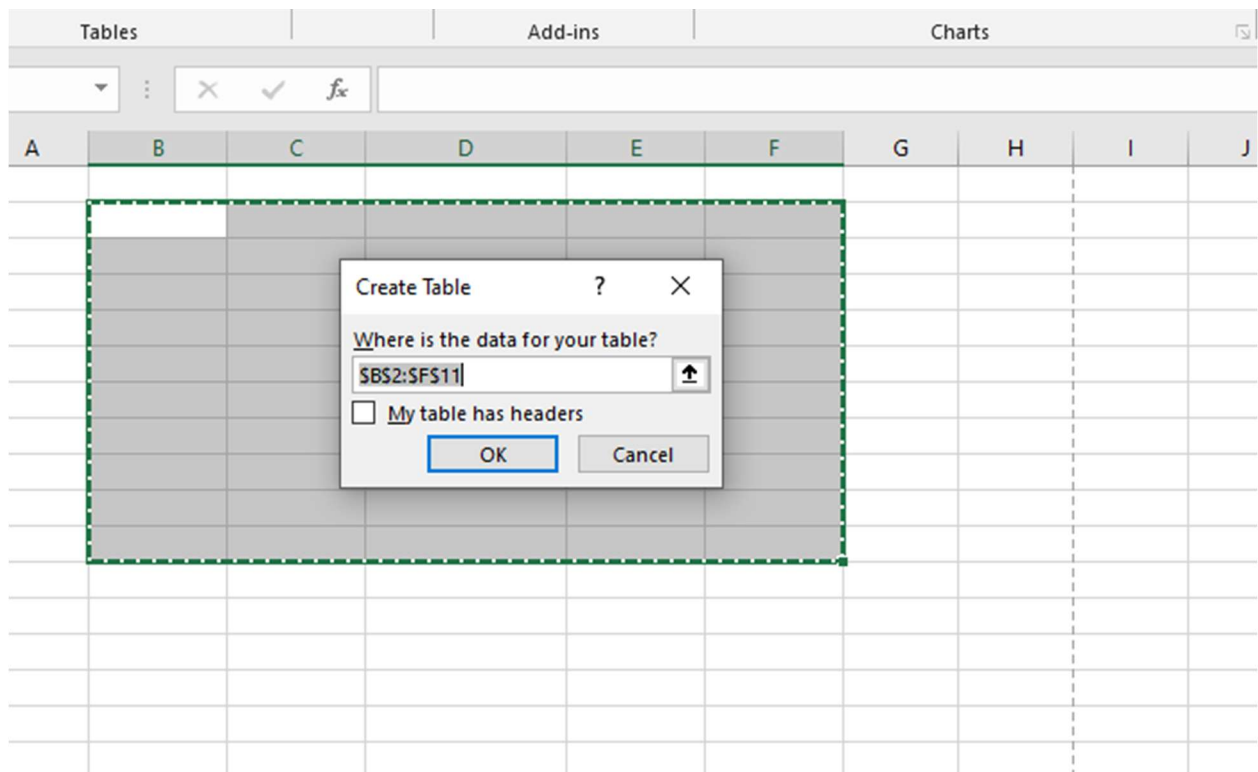 Tables Add-ins Charts
fx
A B C D E F G H I J
Create Table ?
Where is the data for your table?
$B$2:$F$11
My table has headers
OK Cancel